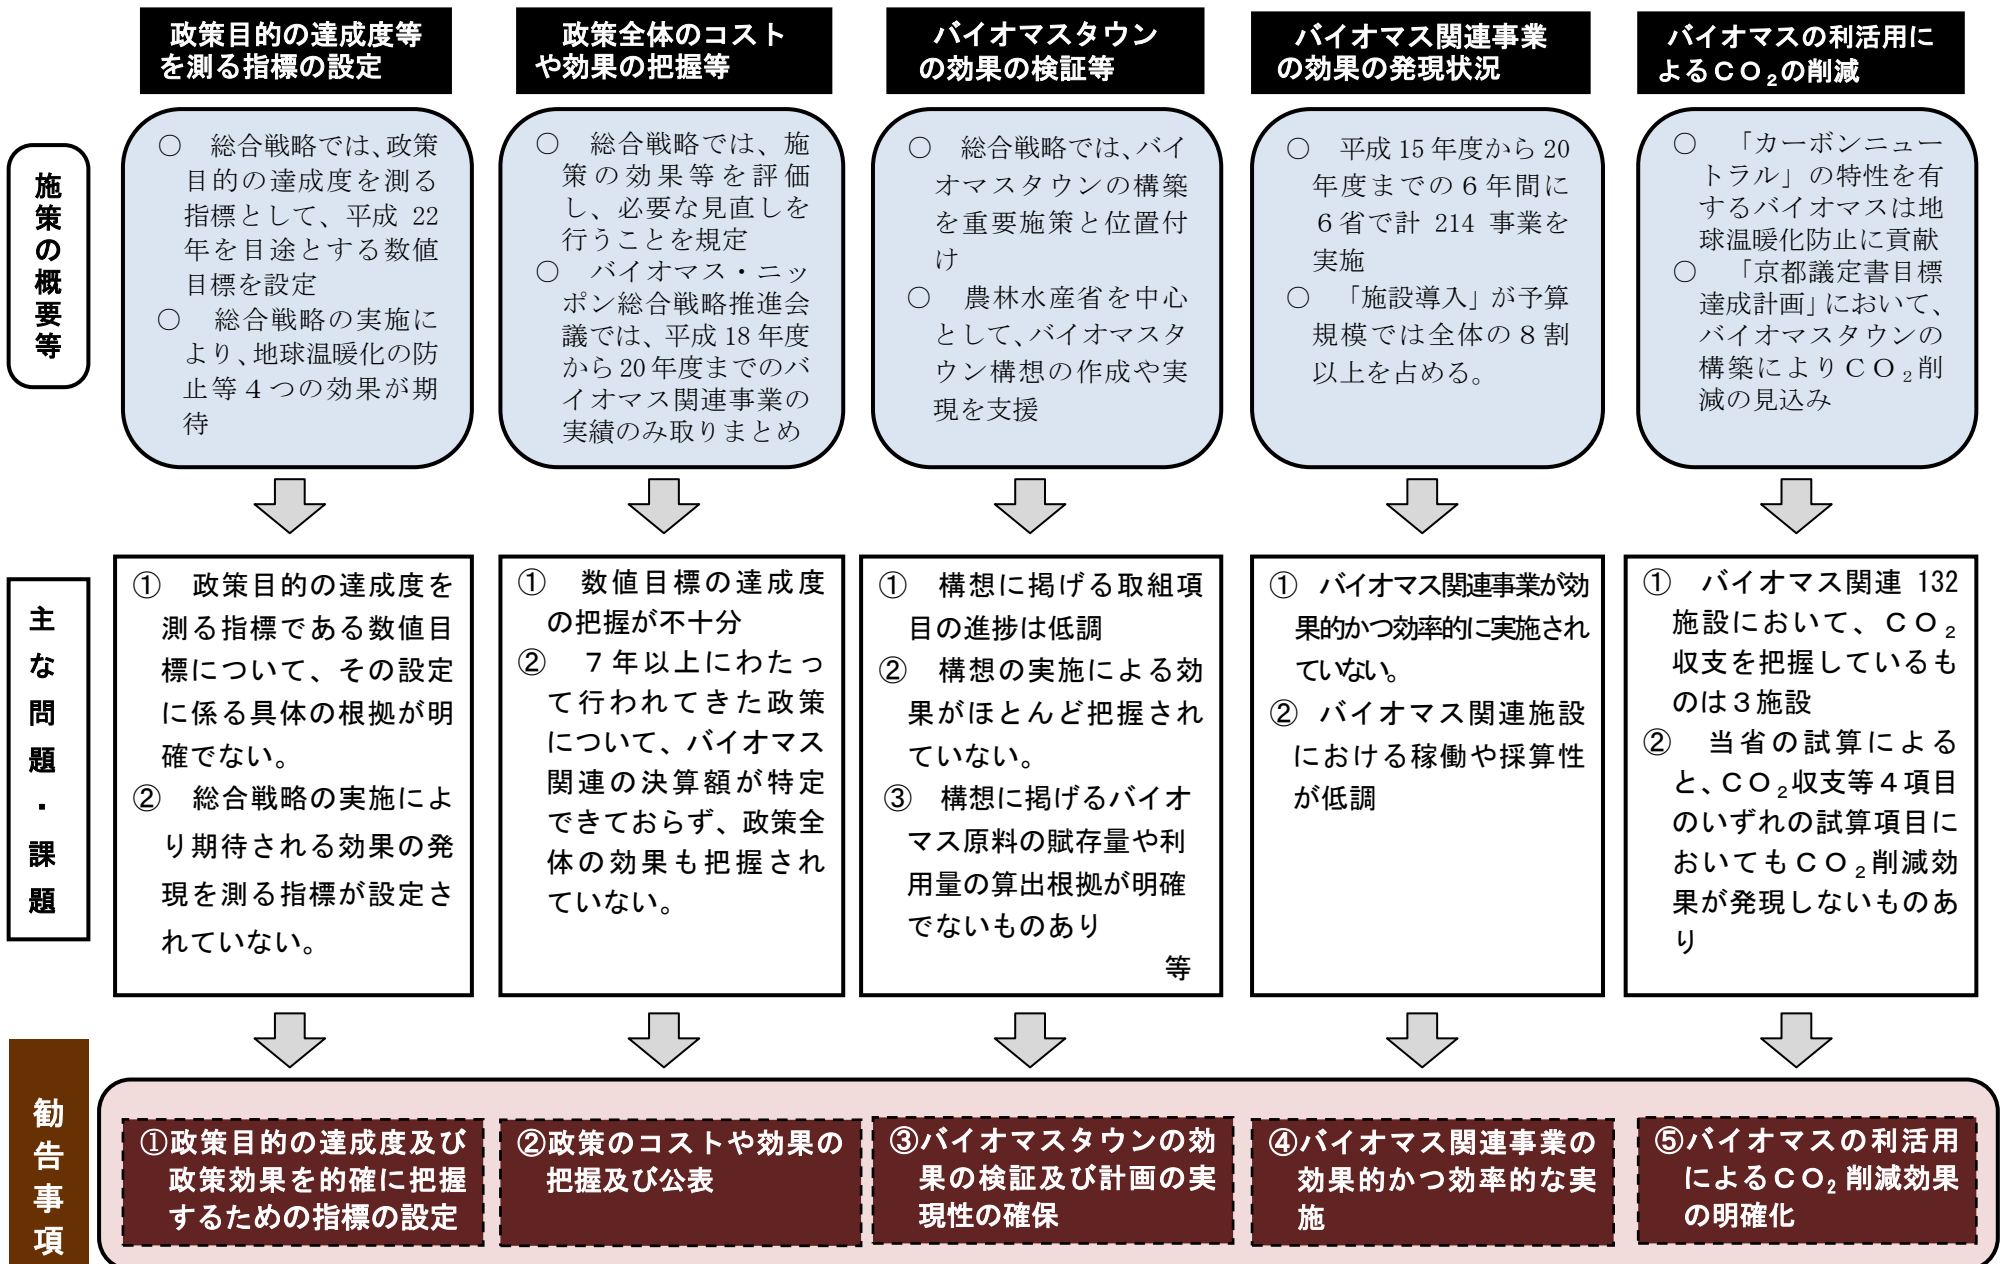 政策目的の達成度等
を測る指標の設定
政策全体のコスト
や効果の把握等
バイオマスタウン
の効果の検証等
バイオマス関連事業
の効果の発現状況
バイオマスの利活用に
よるＣＯ₂の削減
施策の概要等
○　総合戦略では、政策
目的の達成度を測る
指標として、平成 22
年を目途とする数値
目標を設定
○　総合戦略の実施に
より、地球温暖化の防
止等４つの効果が期
待
○　総合戦略では、施
策の効果等を評価
し、必要な見直しを
行うことを規定
○　バイオマス・ニッ
ポン総合戦略推進会
議では、平成 18 年度
から 20 年度までのバ
イオマス関連事業の
実績のみ取りまとめ
○　総合戦略では、バイ
オマスタウンの構築
を重要施策と位置付
け
○　農林水産省を中心
として、バイオマスタ
ウン構想の作成や実
現を支援
○　平成 15 年度から 20
年度までの６年間に
６省で計 214 事業を
実施
○　「施設導入」が予算
規模では全体の８割
以上を占める。
○　「カーボンニュー
トラル」の特性を有
するバイオマスは地
球温暖化防止に貢献
○　「京都議定書目標
達成計画」において、
バイオマスタウンの
構築によりＣＯ₂削
減の見込み
主な問題・課題
①　政策目的の達成度を
測る指標である数値目
標について、その設定
に係る具体の根拠が明
確でない。
②　総合戦略の実施によ
り期待される効果の発
現を測る指標が設定さ
れていない。
①　数値目標の達成度
の把握が不十分
②　７年以上にわたっ
て行われてきた政策
について、バイオマス
関連の決算額が特定
できておらず、政策全
体の効果も把握され
ていない。
①　構想に掲げる取組項
目の進捗は低調
②　構想の実施による効
果がほとんど把握され
ていない。
③　構想に掲げるバイオ
マス原料の賦存量や利
用量の算出根拠が明確
でないものあり
等
①　バイオマス関連事業が効
果的かつ効率的に実施され
ていない。
②　バイオマス関連施設
における稼働や採算性
が低調
①　バイオマス関連 132
施設において、ＣＯ₂
収支を把握しているも
のは３施設
②　当省の試算による
と、ＣＯ₂収支等４項目
のいずれの試算項目に
おいてもＣＯ₂削減効
果が発現しないものあ
り
勧告事項
①政策目的の達成度及び
政策効果を的確に把握
するための指標の設定
②政策のコストや効果の
把握及び公表
③バイオマスタウンの効
果の検証及び計画の実
現性の確保
④バイオマス関連事業の
効果的かつ効率的な実
施
⑤バイオマスの利活用
によるＣＯ₂ 削減効果
の明確化